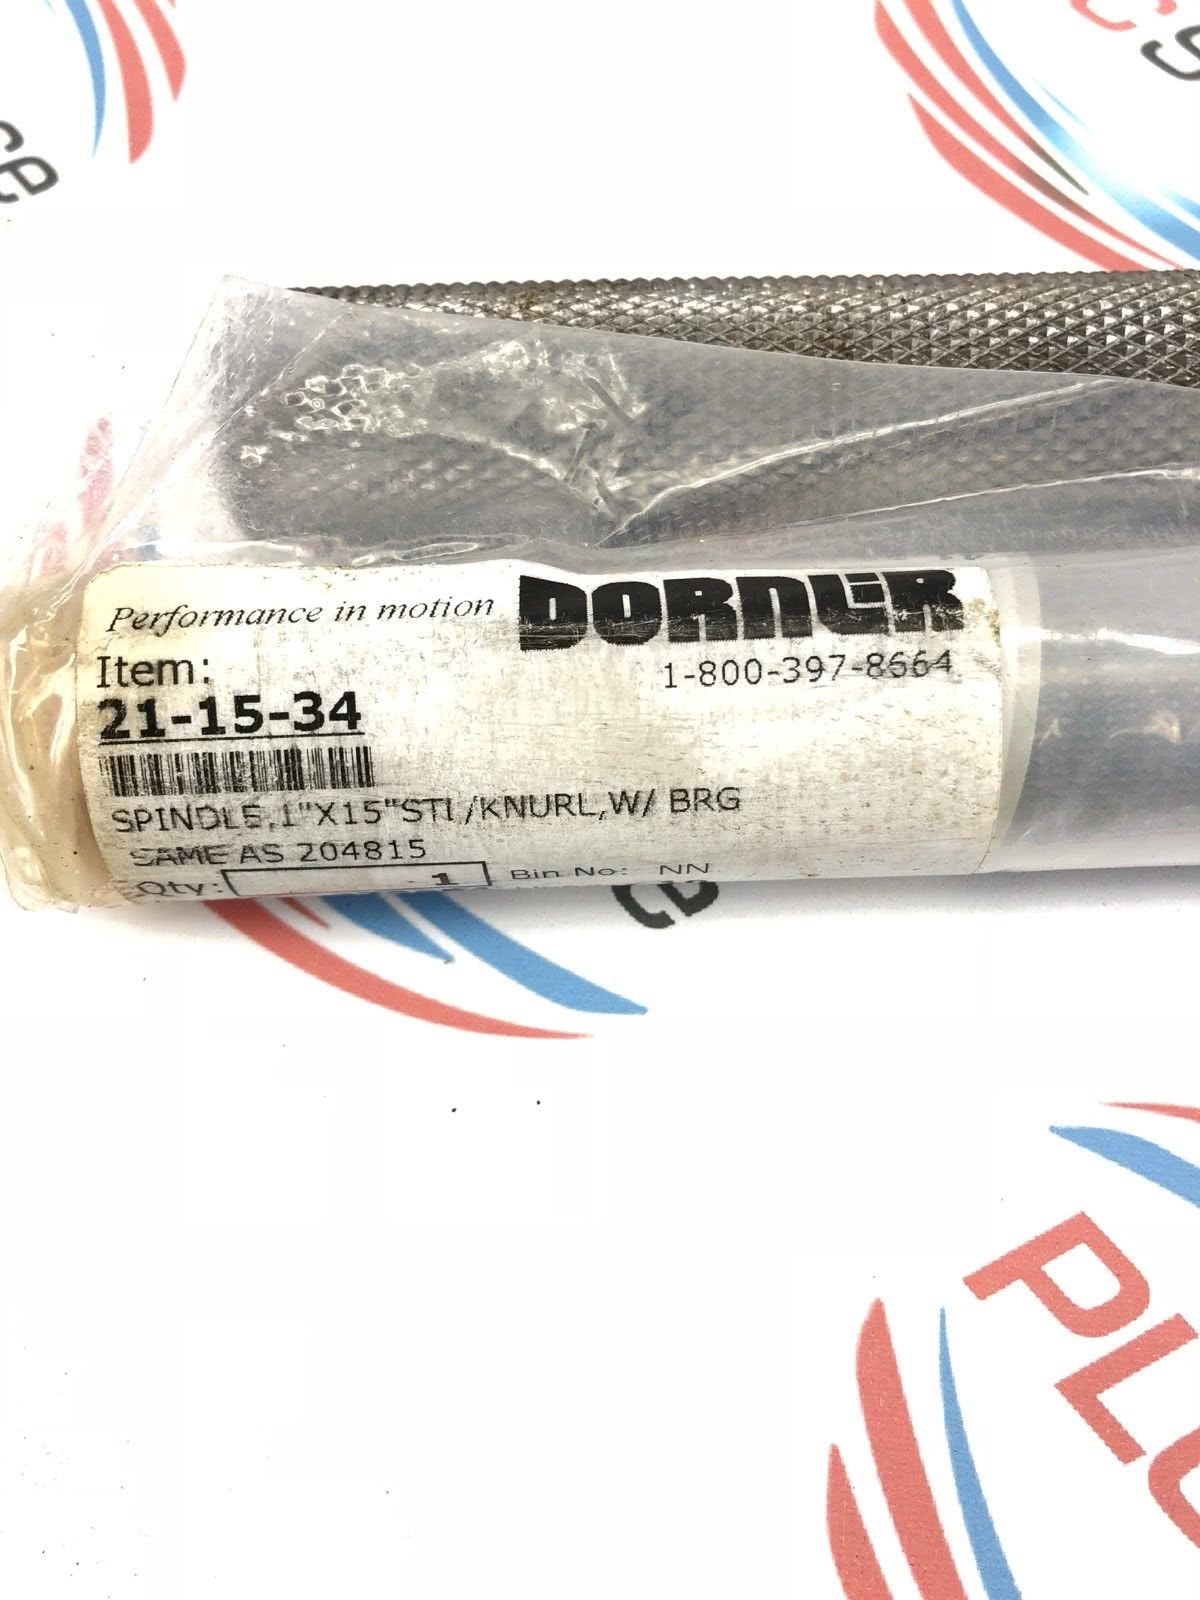 Performance in motion DORNER
1-800-397-8664
Item:
21-15-34
SPINDLE,1"X15"STL/KNURL,W/ BRG
SAME AS 204815
Qty: 1 Bin No: NN
PLC